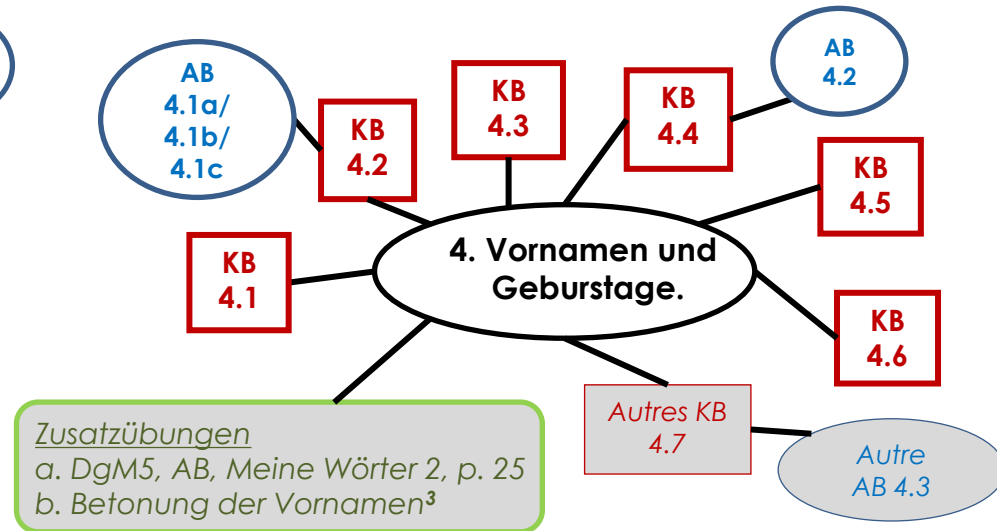 AB
4.1a/
4.1b/
4.1c
KB
4.2
KB
4.3
KB
4.4
AB
4.2
KB
4.5
4. Vornamen und
Geburstage.
KB
4.1
KB
4.6
Zusatzübungen
a. DgM5, AB, Meine Wörter 2, p. 25
b. Betonung der Vornamen³
Autres KB
4.7
Autre
AB 4.3